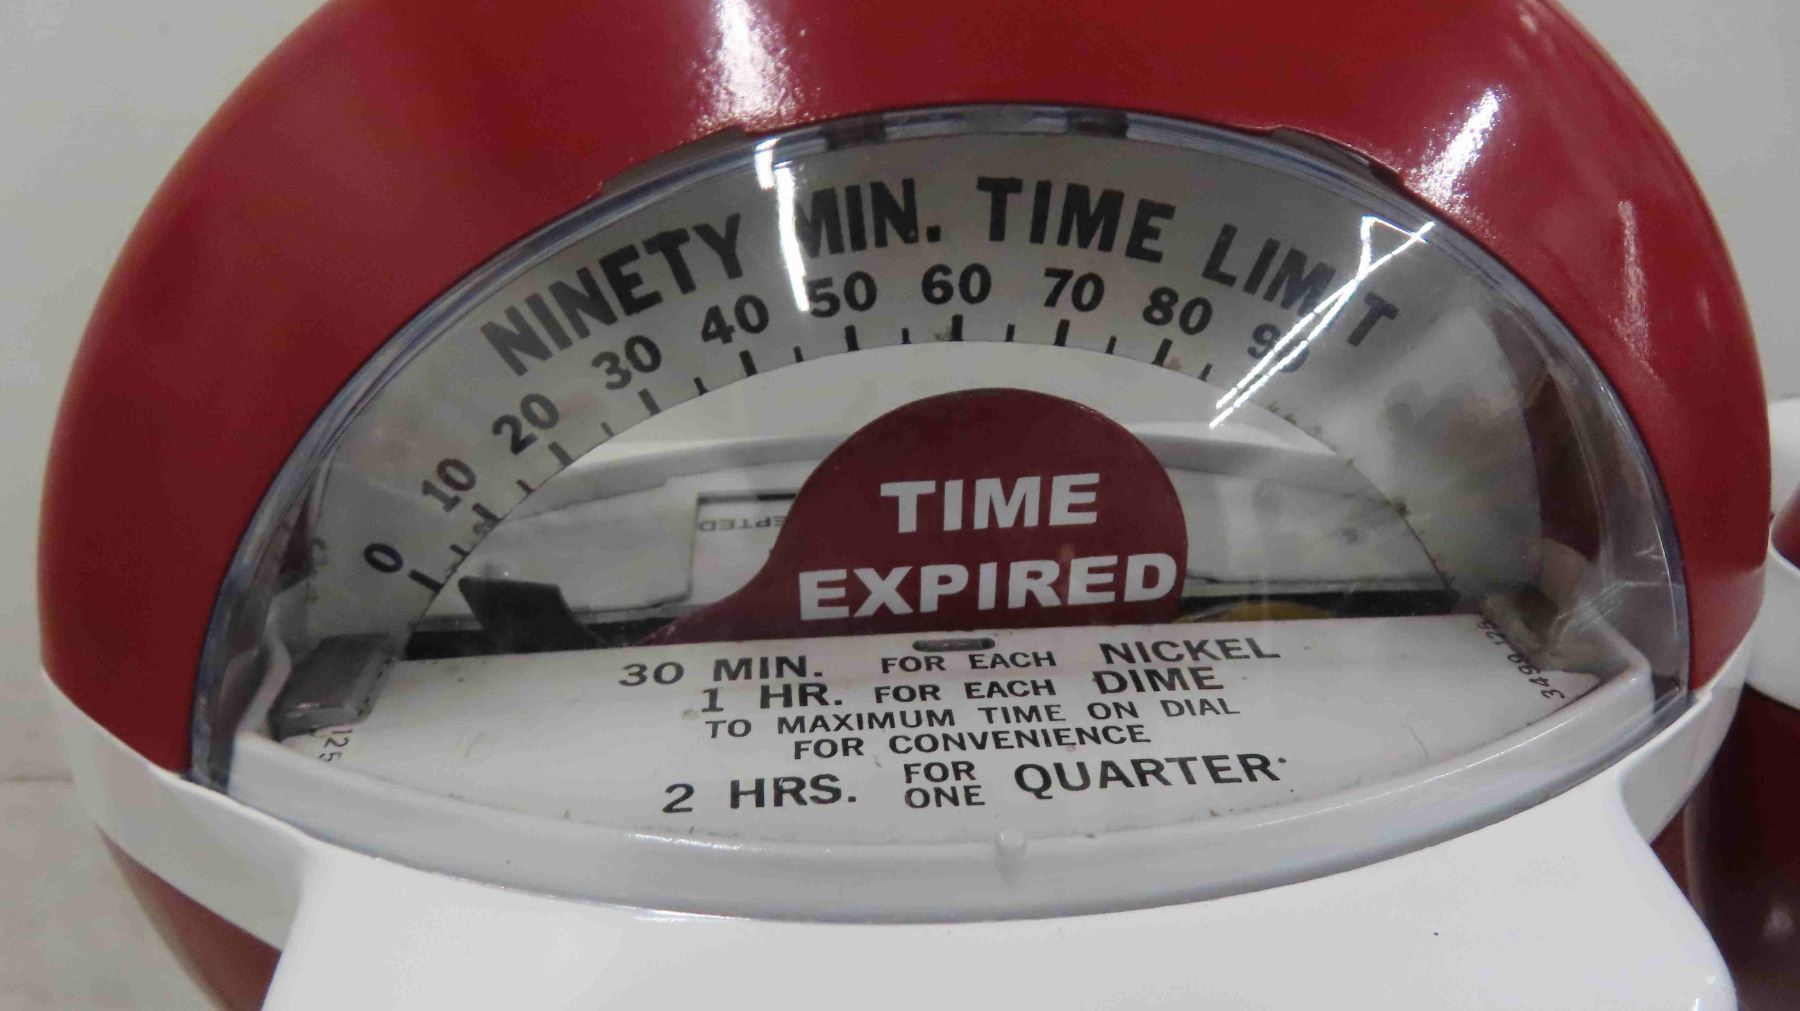 NINETY MIN. TIME LIMIT
0 10 20 30 40 50 60 70 80 90
TIME
EXPIRED
30 MIN. FOR EACH NICKEL
1 HR. FOR EACH DIME
TO MAXIMUM TIME ON DIAL
FOR CONVENIENCE
2 HRS. FOR ONE QUARTER
125